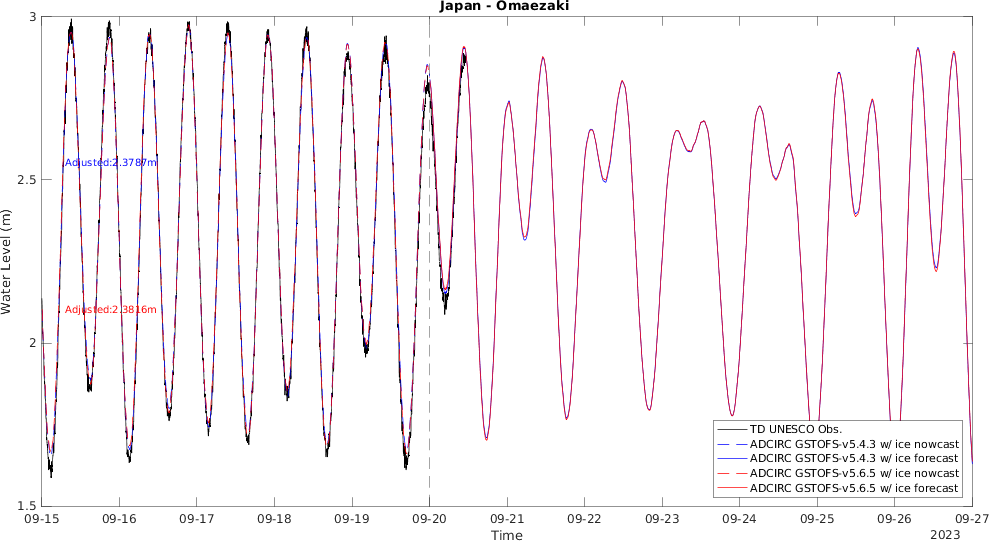 Japan - Omaezaki
3
2.5
2
1.5
Water Level (m)
Adjusted:2.3787m
Adjusted:2.3816m
TD UNESCO Obs.
ADCIRC GSTOFS-v5.4.3 w/ ice nowcast
ADCIRC GSTOFS-v5.4.3 w/ ice forecast
ADCIRC GSTOFS-v5.6.5 w/ ice nowcast
ADCIRC GSTOFS-v5.6.5 w/ ice forecast
09-15 09-16 09-17 09-18 09-19 09-20 09-21 09-22 09-23 09-24 09-25 09-26 09-27
Time
2023